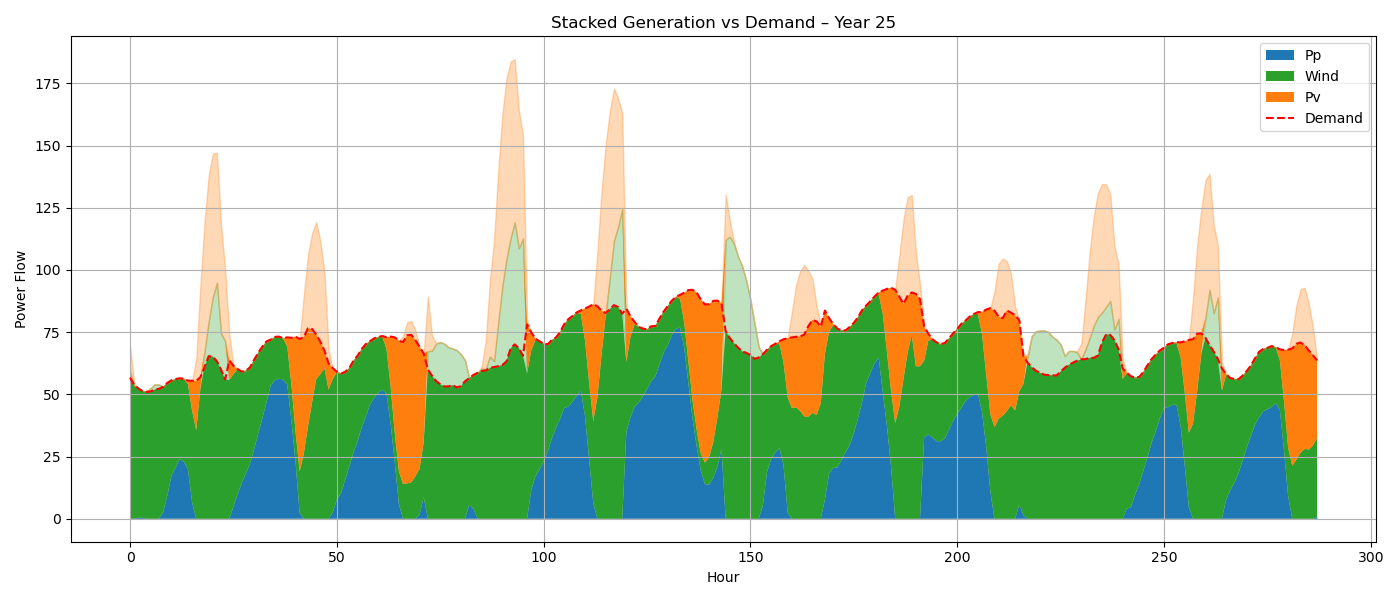 Stacked Generation vs Demand – Year 25
Power Flow
175
150
125
100
75
50
25
0
0 50 100 150 200 250 300
Hour
Pp
Wind
Pv
Demand